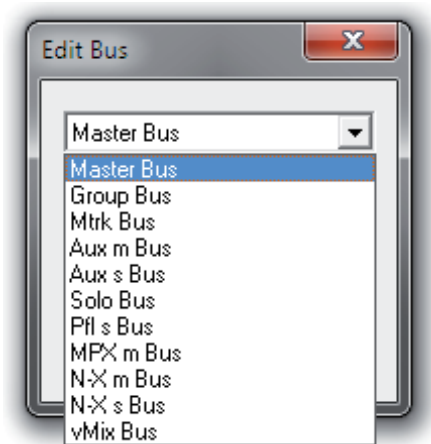 Edit Bus
Master Bus
Master Bus
Group Bus
Mtrk Bus
Aux m Bus
Aux s Bus
Solo Bus
Pfl s Bus
MPX m Bus
N-X m Bus
N-X s Bus
vMix Bus